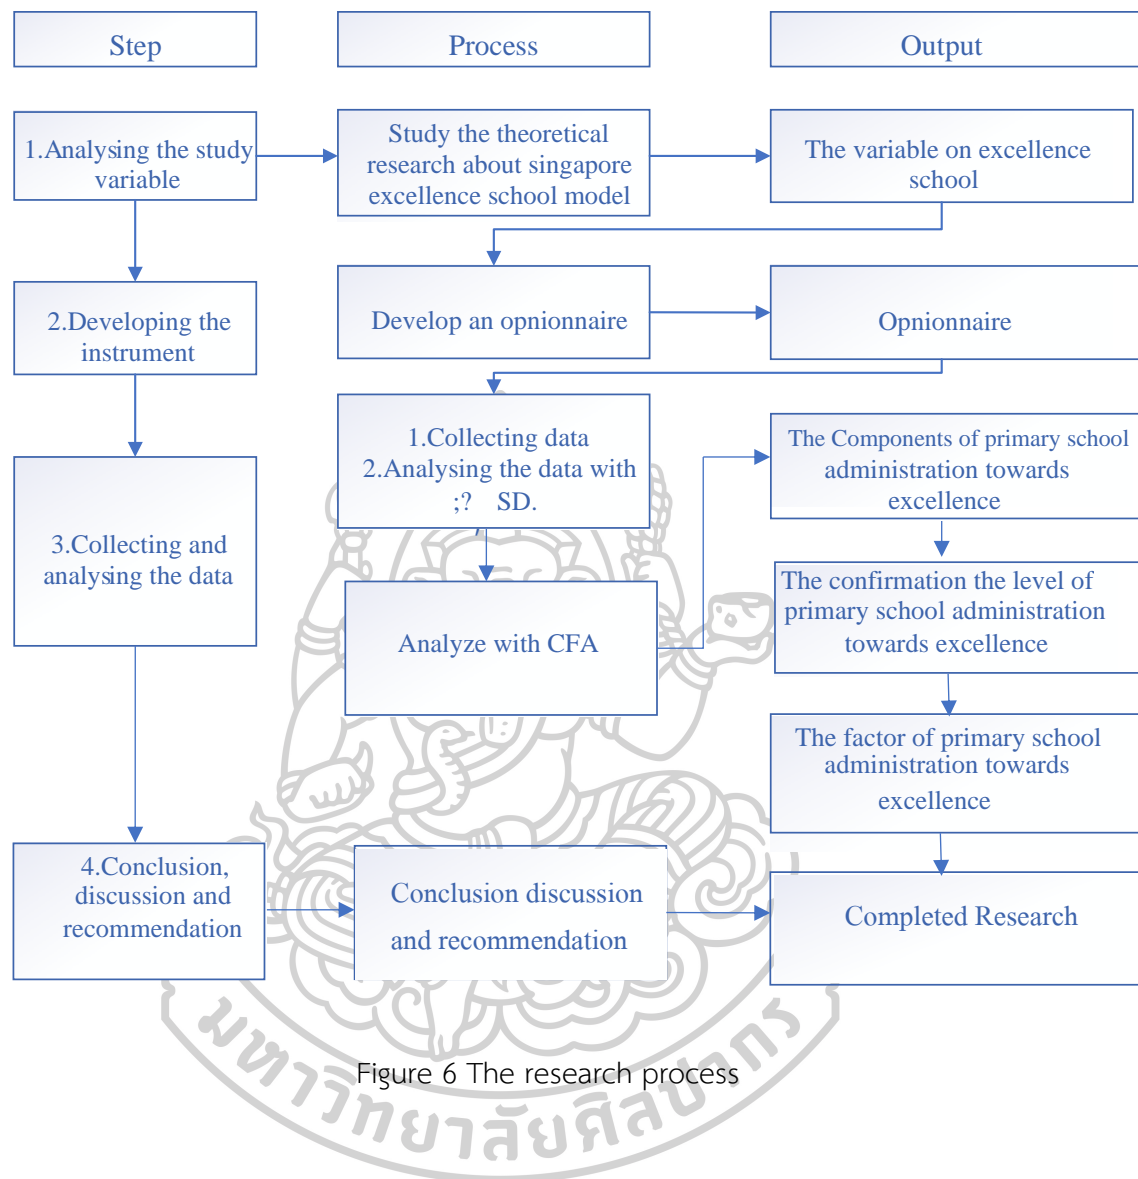 Step
Process
Output
1.Analysing the study
variable
Study the theoretical
research about singapore
excellence school model
The variable on excellence
school
2.Developing the
instrument
Develop an opnionnaire
Opnionnaire
3.Collecting and
analysing the data
1.Collecting data
2.Analysing the data with
;? SD.
Analyze with CFA
The Components of primary school
administration towards
excellence
The confirmation the level of
primary school administration
towards excellence
The factor of primary school
administration towards
excellence
4.Conclusion,
discussion and
recommendation
Conclusion discussion
and recommendation
Completed Research
Figure 6 The research process
มหาวิทยาลัยศิลปากร